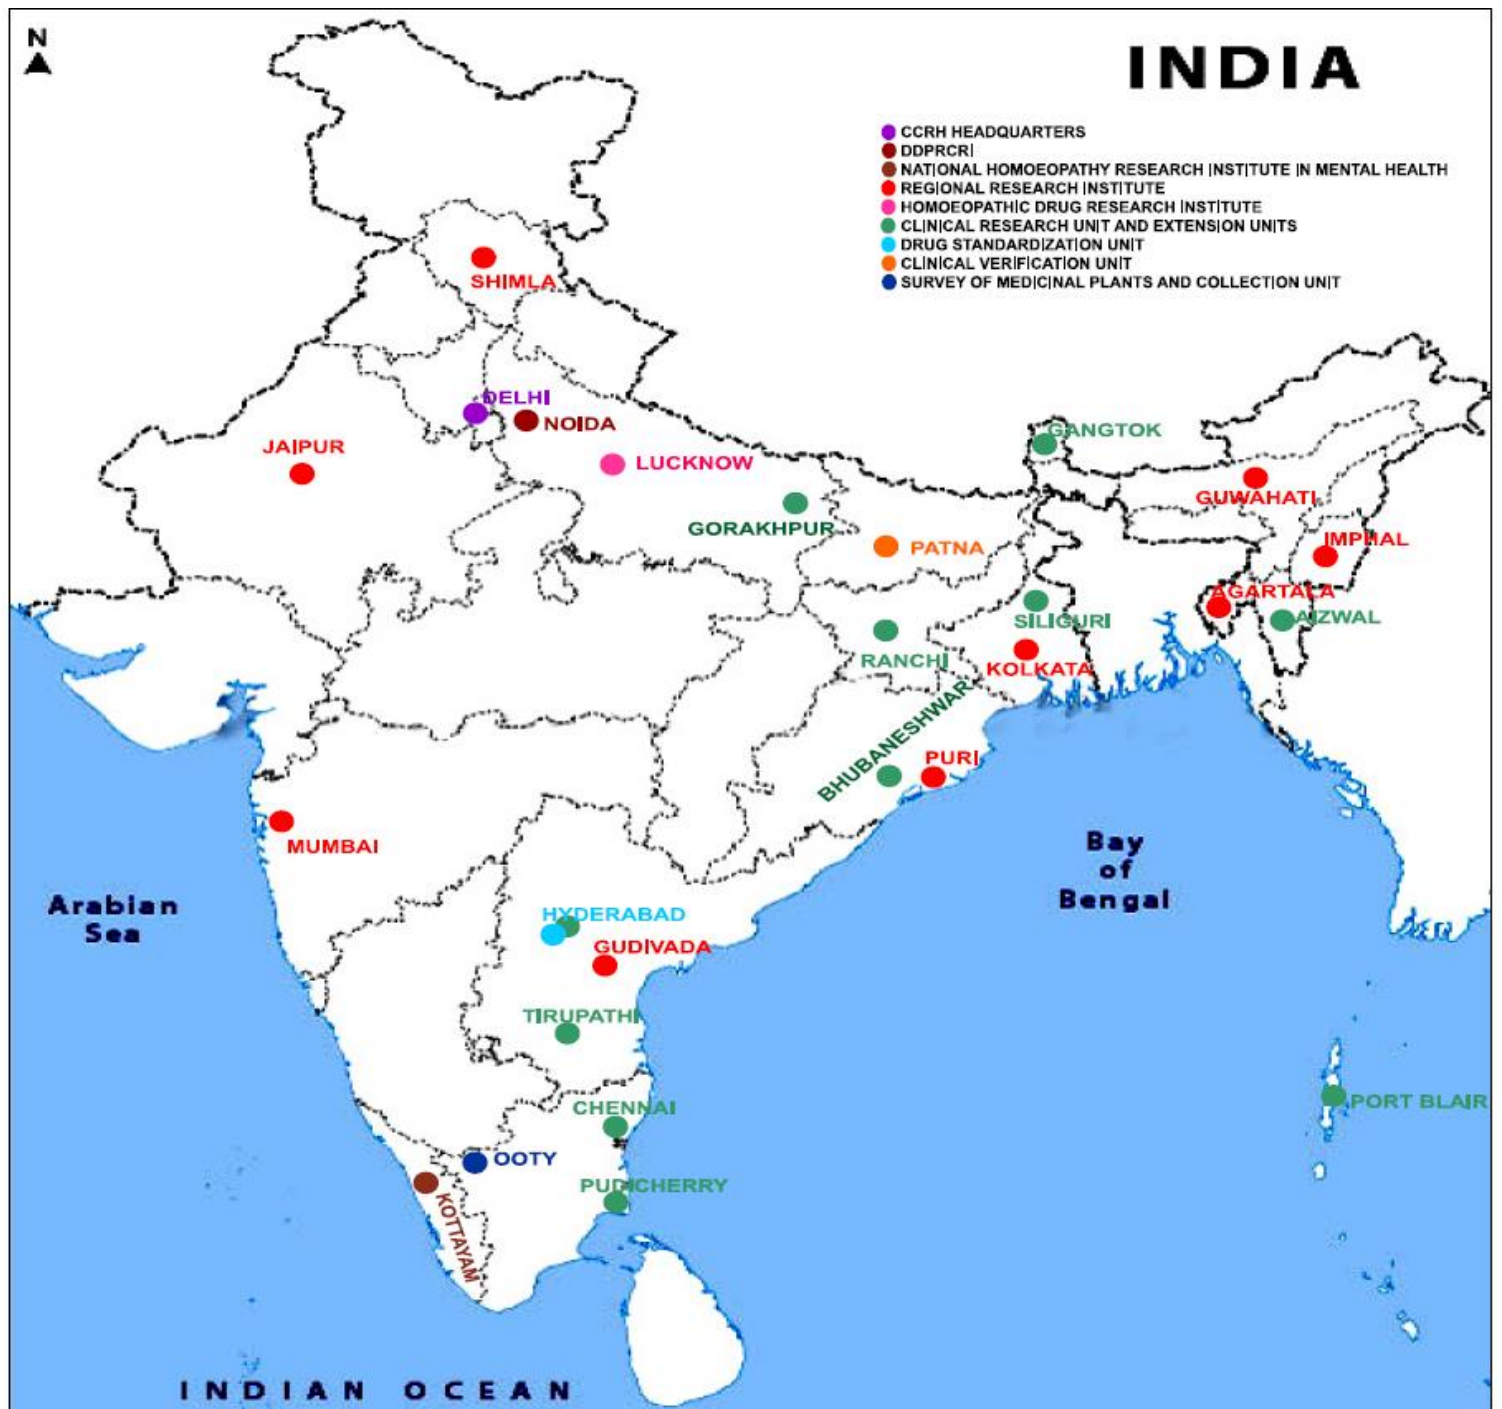 N
INDIA
CCRH HEADQUARTERS
DDPRCRI
NATIONAL HOMOEOPATHY RESEARCH INSTITUTE IN MENTAL HEALTH
REGIONAL RESEARCH INSTITUTE
HOMOEOPATHIC DRUG RESEARCH INSTITUTE
CLINICAL RESEARCH UNIT AND EXTENSION UNITS
DRUG STANDARDIZATION UNIT
CLINICAL VERIFICATION UNIT
SURVEY OF MEDICINAL PLANTS AND COLLECTION UNIT
SHIMLA
DELHI
NOIDA
JAIPUR
LUCKNOW
GANGTOK
GUWAHATI
GORAKHPUR
PATNA
IMPHAL
AGARTALA
AIZWAL
SILIGURI
RANCHI
KOLKATA
BHUBANESHWAR
PURI
MUMBAI
Bay
of
Bengal
Arabian
Sea
HYDERABAD
GUDIVADA
TIRUPATHI
CHENNAI
PORT BLAIR
OOTY
PUDICHERRY
KOTTAYAM
INDIAN OCEAN